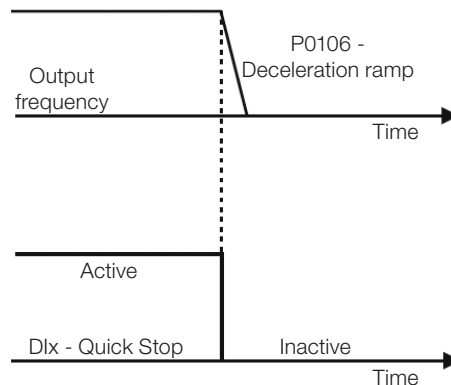 P0106 -
Deceleration ramp
Output
frequency
Time
Active
DIx - Quick Stop
Inactive
Time